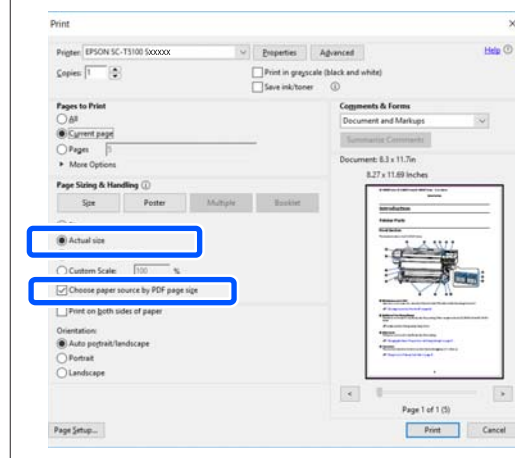 Print
Printer: EPSON SC-T5100 Sxxxxx Properties Advanced Help
Copies: 1 Print in grayscale (black and white)
Save ink/toner
Pages to Print
All
Current page
Pages 5
More Options
Comments & Forms
Document and Markups
Summarize Comments
Page Sizing & Handling
Size Poster Multiple Booklet
Actual size
Custom Scale: 100 %
Choose paper source by PDF page size
Print on both sides of paper
Orientation:
Auto portrait/landscape
Portrait
Landscape
Document: 8.3 x 11.7in
8.27 x 11.69 Inches
Introduction
Printer Parts
< >
Page 1 of 1 (5)
Page Setup... Print Cancel